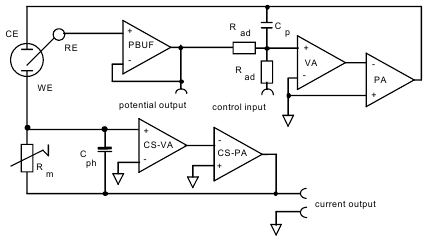 CE
RE
WE
+
-
PBUF
potential output
R ad
C p
R ad
control input
+
-
VA
-
+
PA
R m
C ph
+
-
CS-VA
-
+
CS-PA
current output